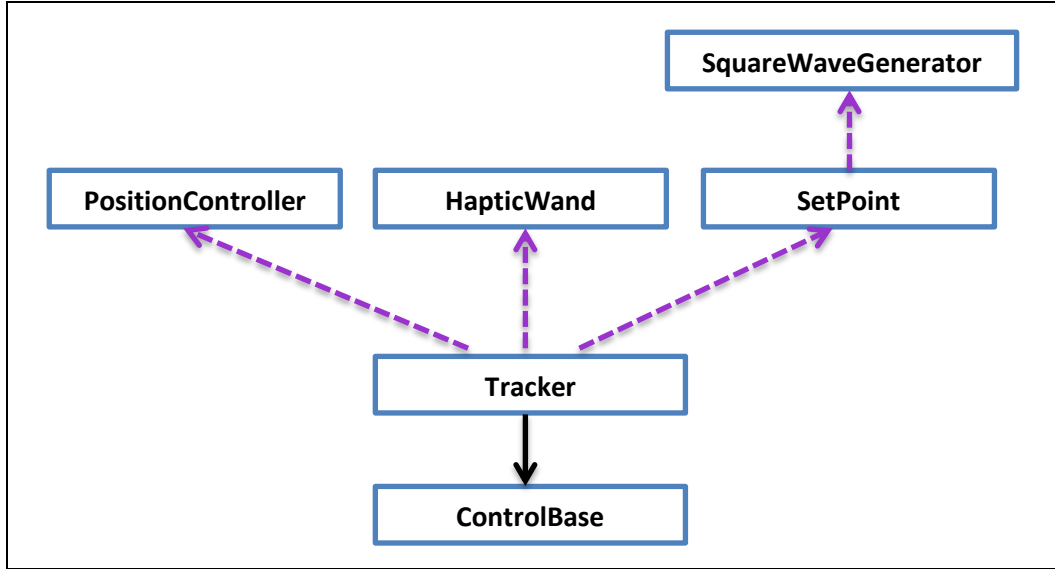 SquareWaveGenerator
PositionController
HapticWand
SetPoint
Tracker
ControlBase